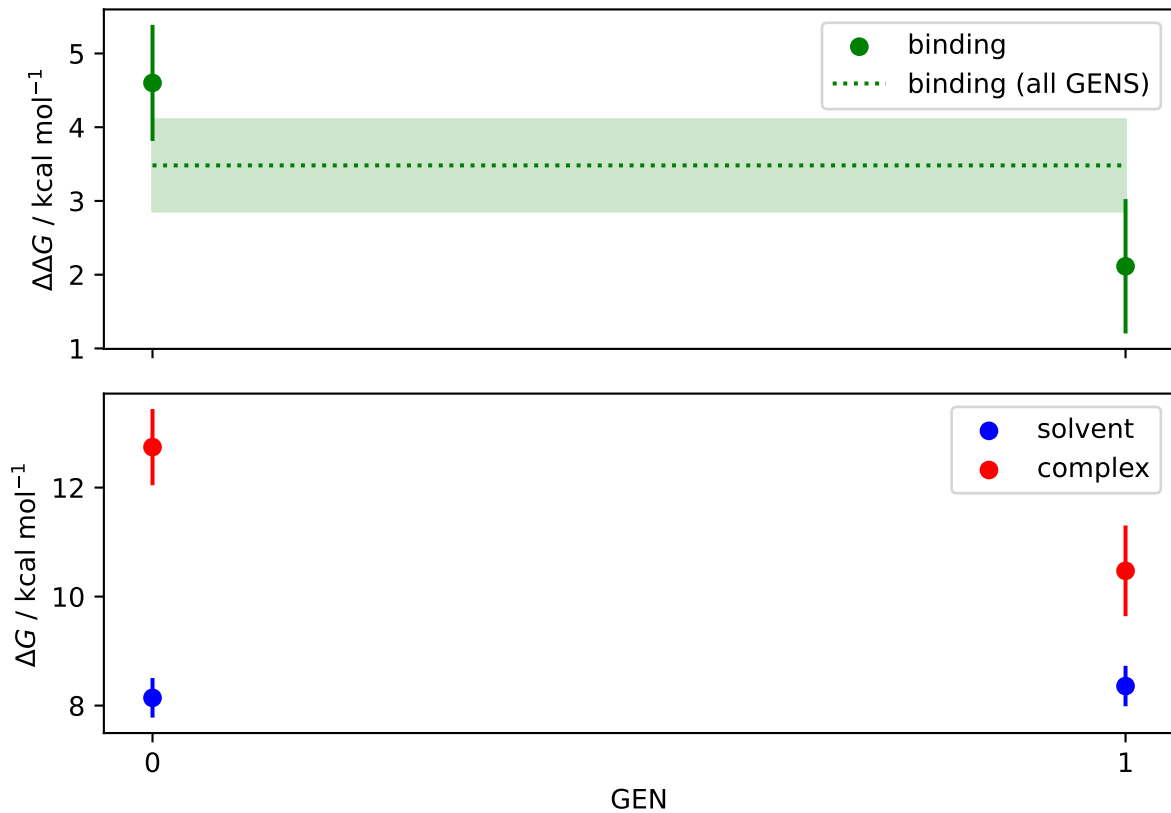 5
4
3
2
1
ΔΔG / kcal mol⁻¹
binding
binding (all GENS)
12
10
8
ΔG / kcal mol⁻¹
solvent
complex
0
1
GEN